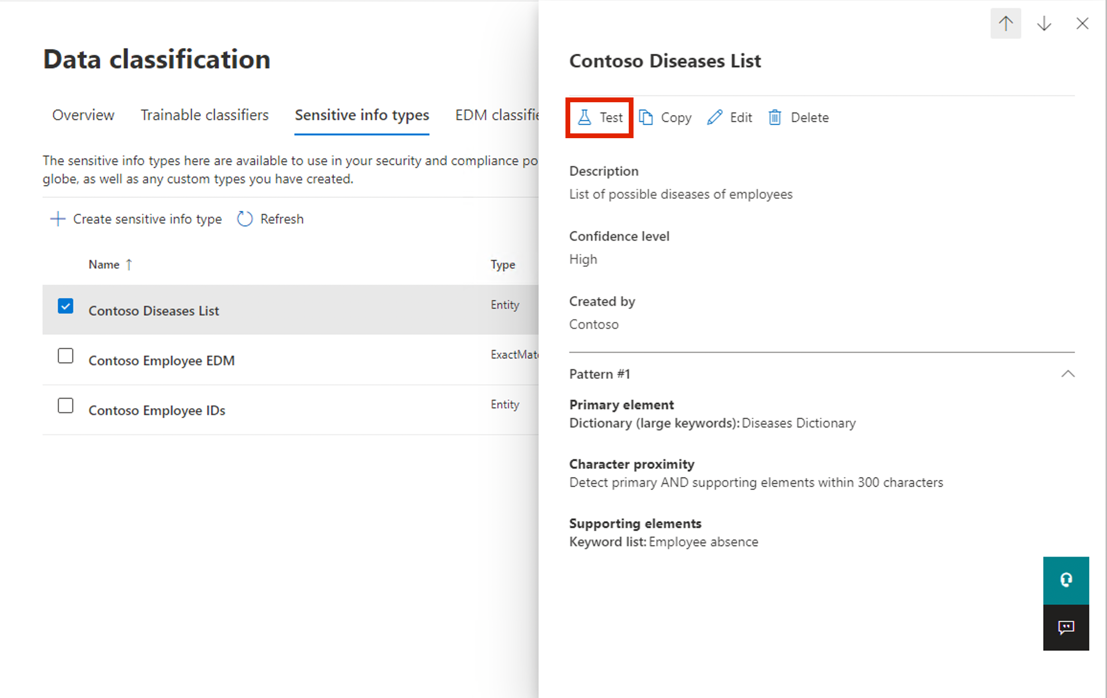 Data classification
Overview Trainable classifiers Sensitive info types EDM classifie
The sensitive info types here are available to use in your security and compliance po
globe, as well as any custom types you have created.
Create sensitive info type Refresh
Name ↑ Type
Contoso Diseases List Entity
Contoso Employee EDM ExactMat
Contoso Employee IDs Entity
Contoso Diseases List
Test Copy Edit Delete
Description
List of possible diseases of employees
Confidence level
High
Created by
Contoso
Pattern #1
Primary element
Dictionary (large keywords): Diseases Dictionary
Character proximity
Detect primary AND supporting elements within 300 characters
Supporting elements
Keyword list: Employee absence